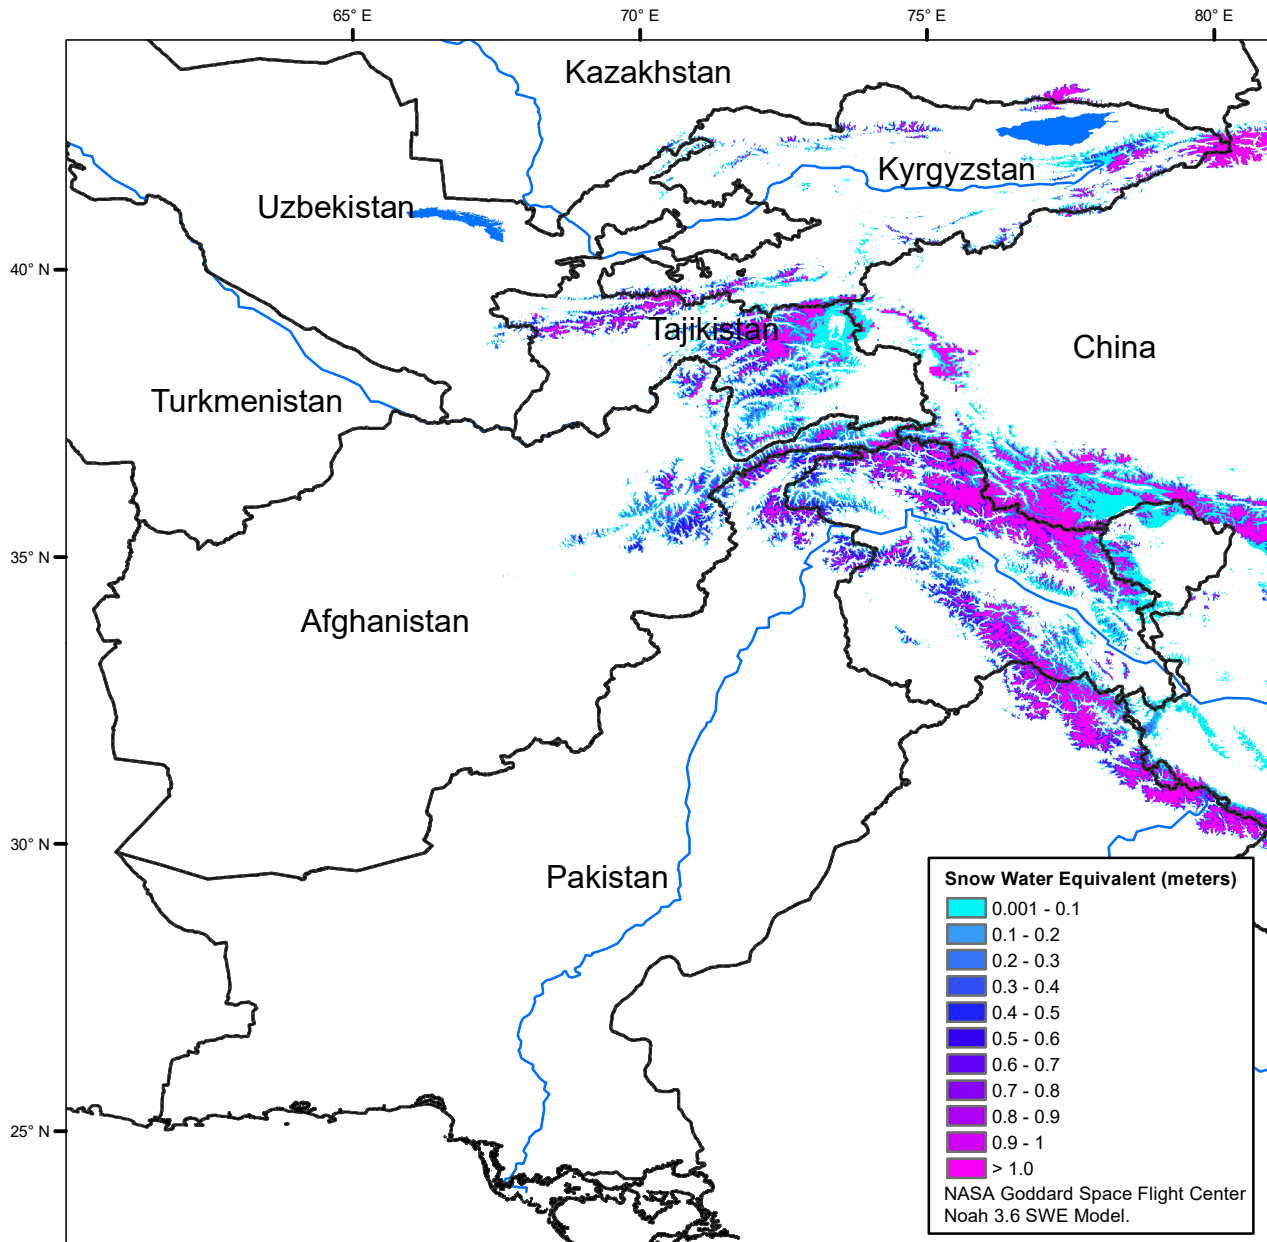 65° E
70° E
75° E
80° E
Kazakhstan
Kyrgyzstan
Uzbekistan
40° N
Tajikistan
China
Turkmenistan
35° N
Afghanistan
30° N
Pakistan
25° N
Snow Water Equivalent (meters)
0.001 - 0.1
0.1 - 0.2
0.2 - 0.3
0.3 - 0.4
0.4 - 0.5
0.5 - 0.6
0.6 - 0.7
0.7 - 0.8
0.8 - 0.9
0.9 - 1
> 1.0
NASA Goddard Space Flight Center
Noah 3.6 SWE Model.